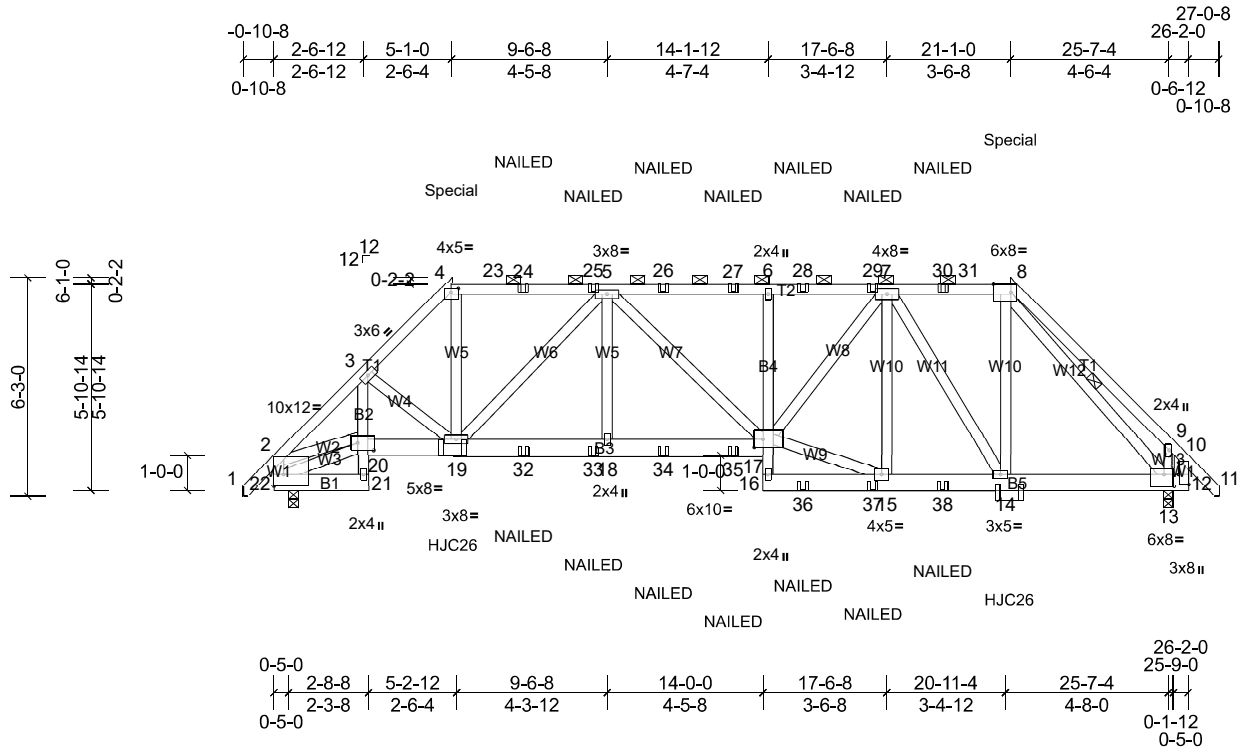 27-0-8
-0-10-8 26-2-0
2-6-12 5-1-0 9-6-8 14-1-12 17-6-8 21-1-0 25-7-4
2-6-12 2-6-4 4-5-8 4-7-4 3-4-12 3-6-8 4-6-4
0-10-8 0-6-12
0-10-8
Special
NAILED NAILED NAILED NAILED
Special NAILED NAILED NAILED
12
12
4x5= 3x8= 2x4 II 4x8= 6x8=
6-1-0 0-2-2 0-2-2 4 23 24 25 5 26 27 6 28 29 7 30 31 8
T2
3x6 II
3 T1 W5 W6 W5 W7 B4 W8 W10 W11 W10 W12 T1
6-3-0 5-10-14 5-10-14
10x12= B2 W4 2x4 II
2 W2 W3 W1 B3 W9 9 10
1-0-0 20 19 32 33 18 34 35 1-0-0 17
1 22 B1 21 16 B5 14 12 11
5x8= 2x4 II 36 37 15 38 13
2x4 II 3x8= 6x10= 4x5= 3x5= 6x8=
HJC26 NAILED 2x4 II 3x8 II
NAILED NAILED NAILED
NAILED NAILED HJC26
NAILED
26-2-0
0-5-0 25-9-0
2-8-8 5-2-12 9-6-8 14-0-0 17-6-8 20-11-4 25-7-4
2-3-8 2-6-4 4-3-12 4-5-8 3-6-8 3-4-12 4-8-0
0-5-0 0-1-12
0-5-0